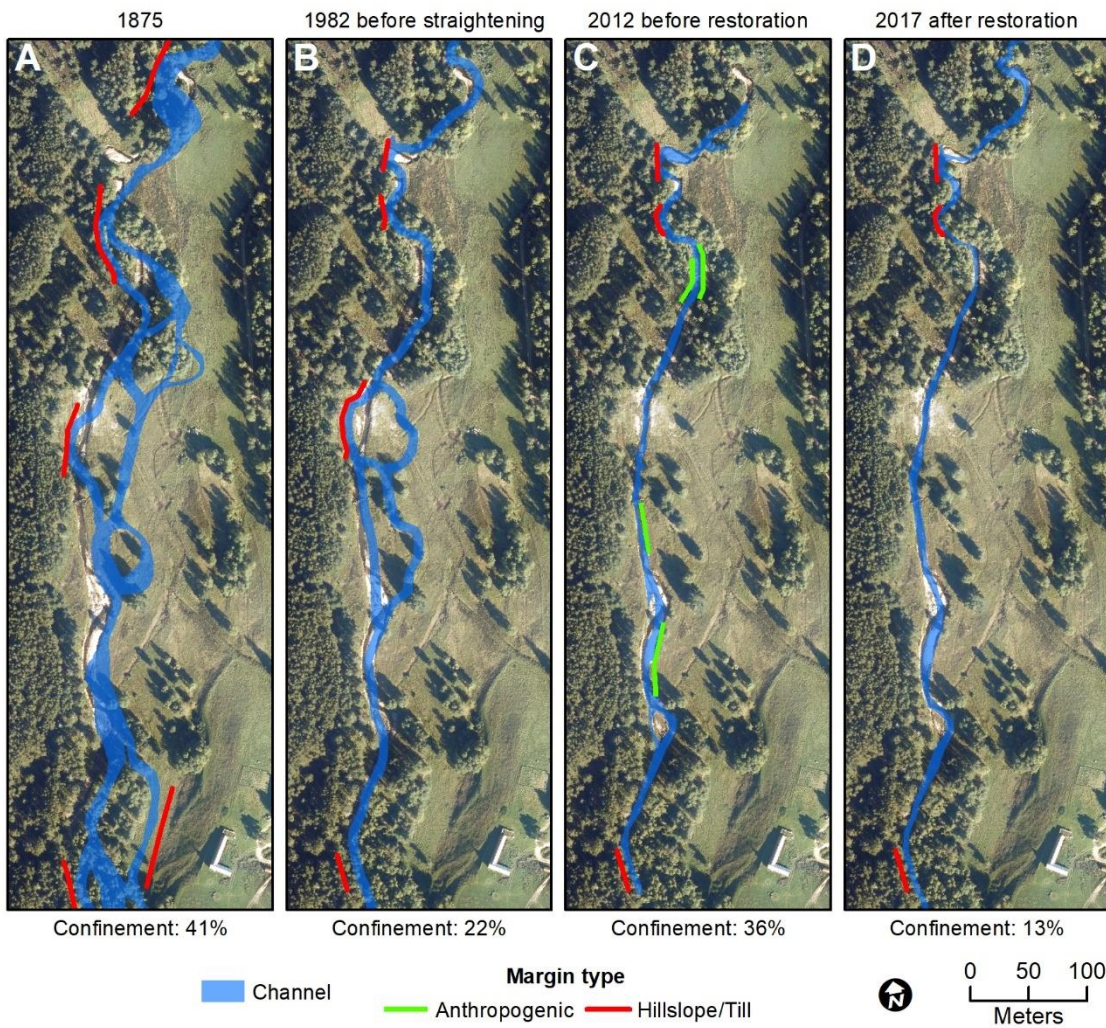 1875
1982 before straightening
2012 before restoration
2017 after restoration
A
B
C
D
Confinement: 41%
Confinement: 22%
Confinement: 36%
Confinement: 13%
Channel
Margin type
Anthropogenic
Hillslope/Till
N
0 50 100
Meters